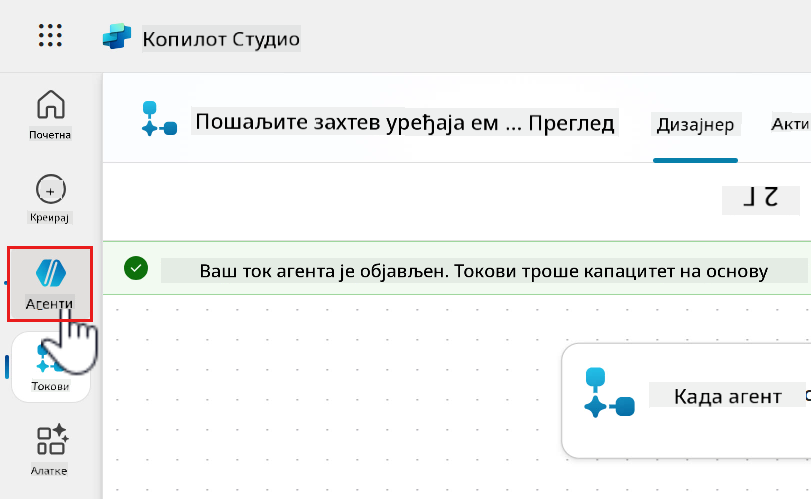 Копилот Студио
Почетна
Креирај
Агенти
Токови
Алатке
Пошаљите захтев уређаја ем ... Преглед
Дизајнер
Акти
Ваш ток агента је објављен. Токови троше капацитет на основу
Када агент